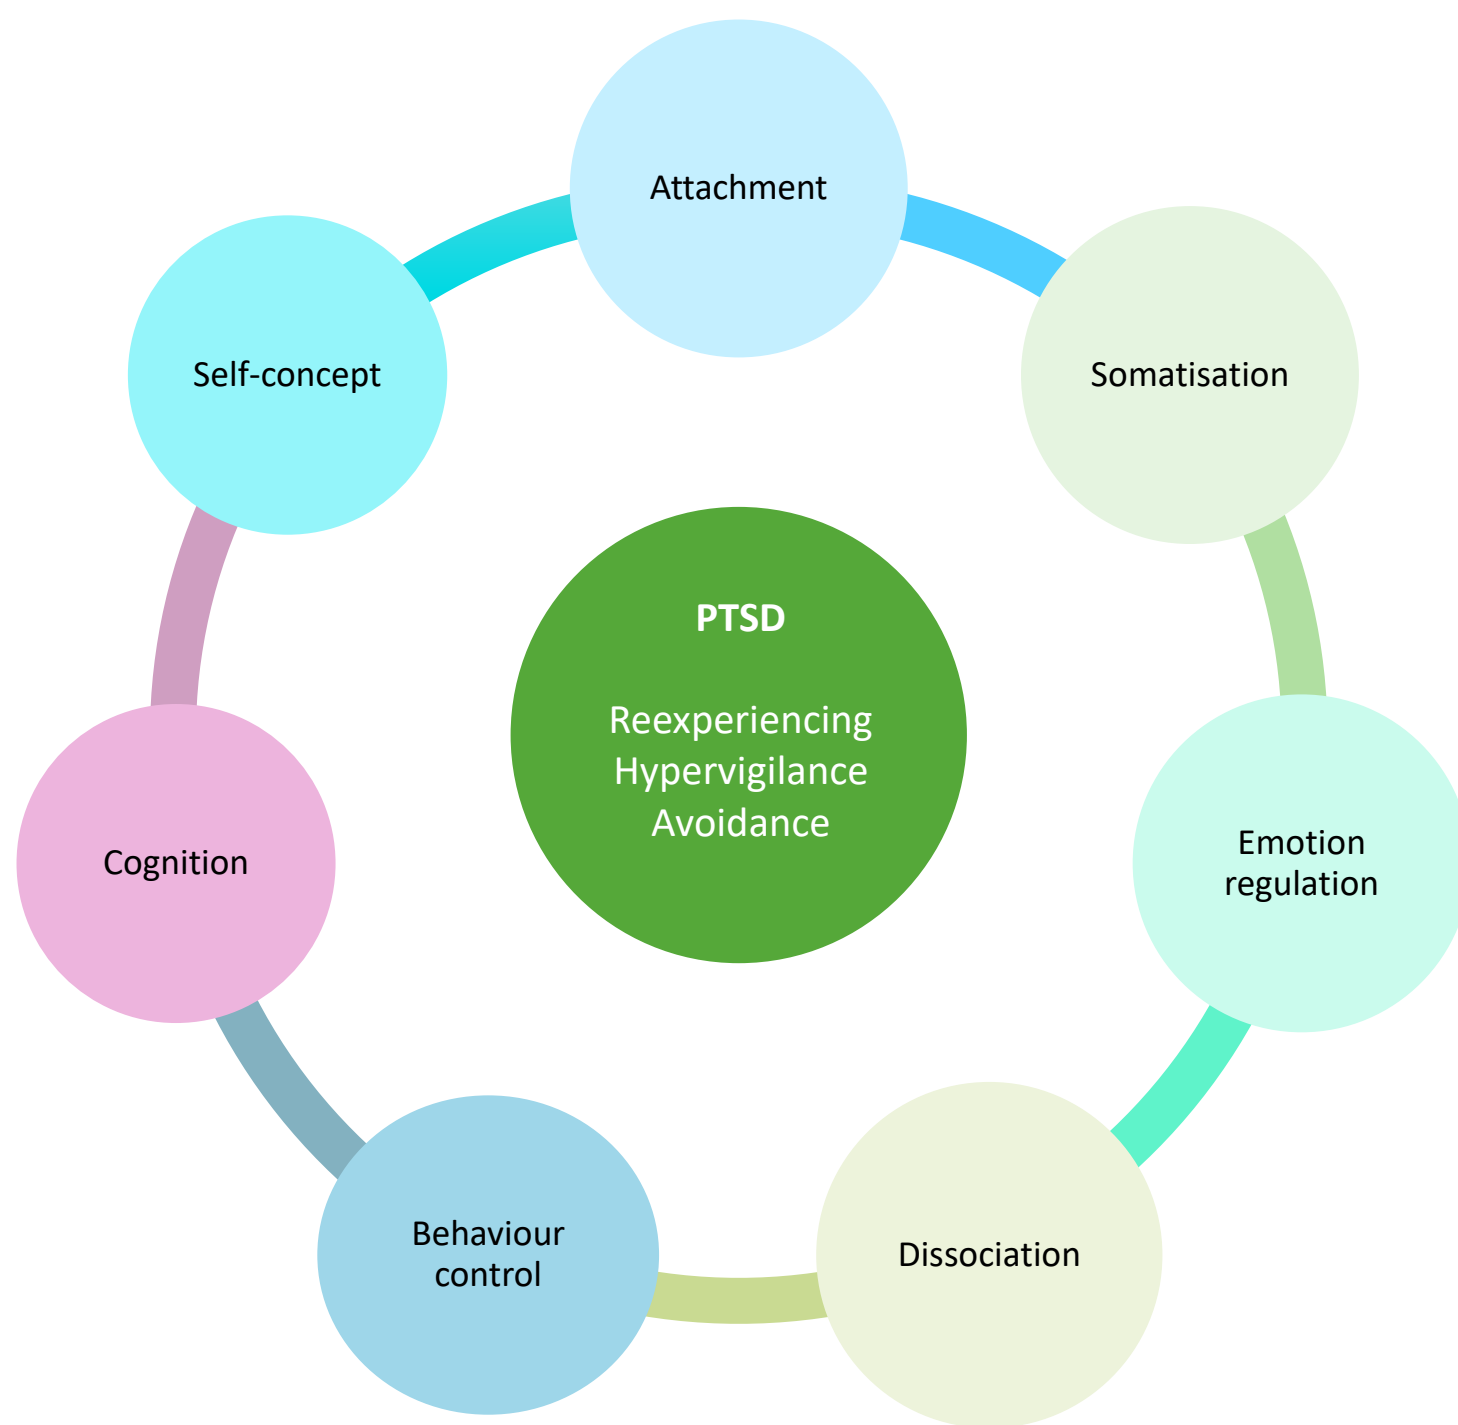 Attachment
Somatisation
Emotion
regulation
Dissociation
Behaviour
control
Cognition
Self-concept
PTSD
Reexperiencing
Hypervigilance
Avoidance